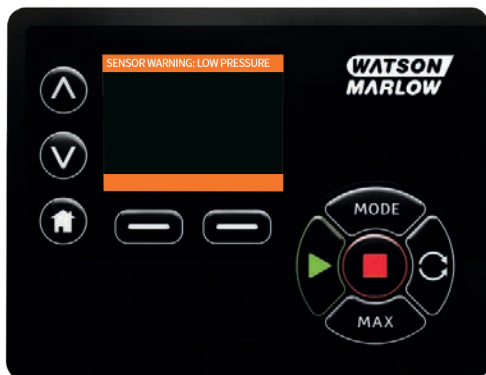 SENSOR WARNING: LOW PRESSURE
WATSON
MARLOW
MODE
MAX